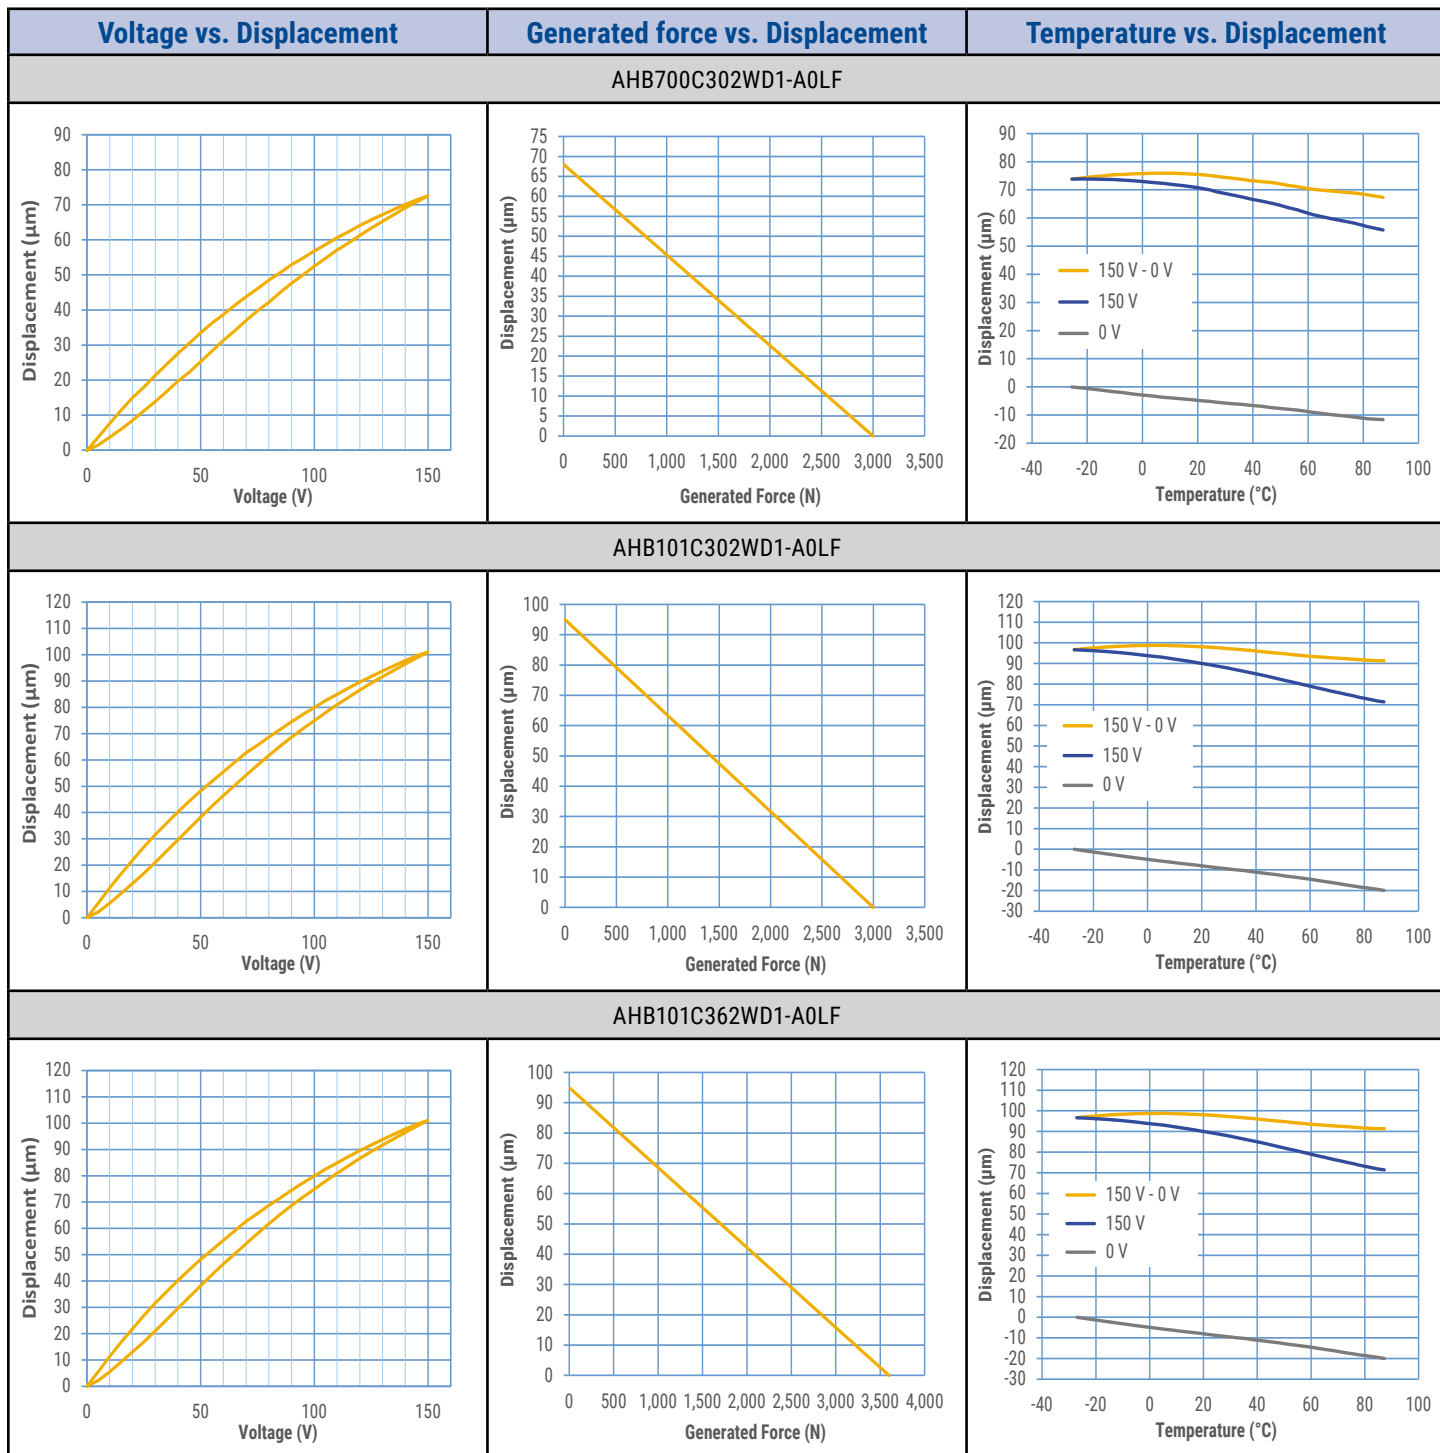 Voltage vs. Displacement
Generated force vs. Displacement
Temperature vs. Displacement
AHB700C302WD1-A0LF
Displacement (µm)
90
80
70
60
50
40
30
20
10
0
0 50 100 150
Voltage (V)
Displacement (µm)
75
70
65
60
55
50
45
40
35
30
25
20
15
10
5
0
0 500 1,000 1,500 2,000 2,500 3,000 3,500
Generated Force (N)
Displacement (µm)
90
80
70
60
50
40
30
20
10
0
-10
-20
150 V - 0 V
150 V
0 V
-40 -20 0 20 40 60 80 100
Temperature (°C)
AHB101C302WD1-A0LF
Displacement (µm)
120
110
100
90
80
70
60
50
40
30
20
10
0
0 50 100 150
Voltage (V)
Displacement (µm)
100
90
80
70
60
50
40
30
20
10
0
0 500 1,000 1,500 2,000 2,500 3,000 3,500
Generated Force (N)
Displacement (µm)
120
110
100
90
80
70
60
50
40
30
20
10
0
-10
-20
-30
150 V - 0 V
150 V
0 V
-40 -20 0 20 40 60 80 100
Temperature (°C)
AHB101C362WD1-A0LF
Displacement (µm)
120
110
100
90
80
70
60
50
40
30
20
10
0
0 50 100 150
Voltage (V)
Displacement (µm)
100
90
80
70
60
50
40
30
20
10
0
0 500 1,000 1,500 2,000 2,500 3,000 3,500 4,000
Generated Force (N)
Displacement (µm)
120
110
100
90
80
70
60
50
40
30
20
10
0
-10
-20
-30
150 V - 0 V
150 V
0 V
-40 -20 0 20 40 60 80 100
Temperature (°C)